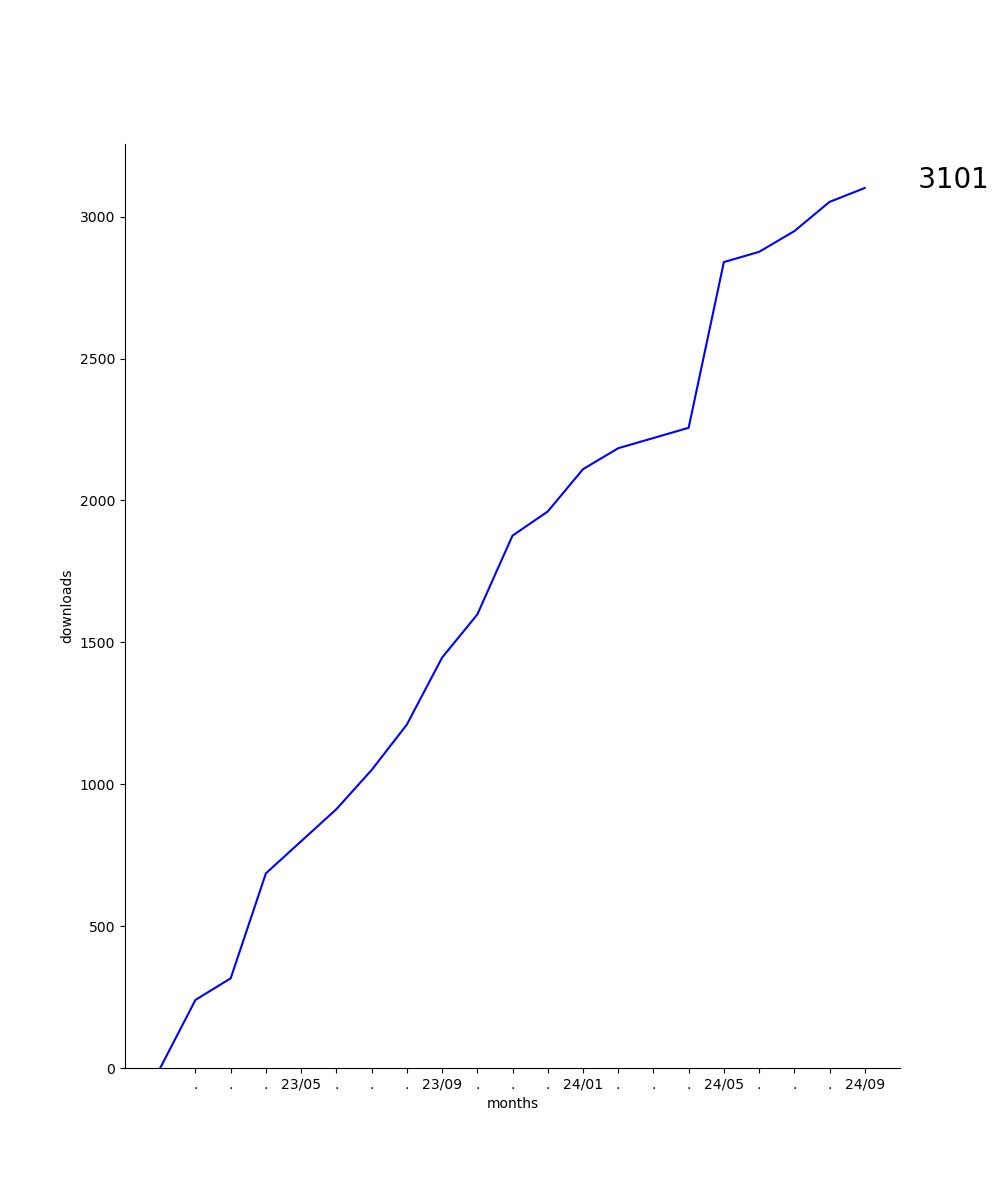 3101
3000
2500
2000
1500
1000
500
0
downloads
. . . 23/05 . . . 23/09 . . . 24/01 . . . 24/05 . . . 24/09
months